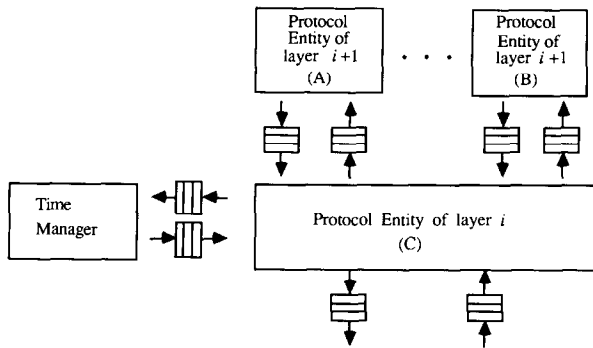 Protocol
Entity of
layer i+1
(A)
. . .
Protocol
Entity of
layer i+1
(B)
Time
Manager
Protocol Entity of layer i
(C)